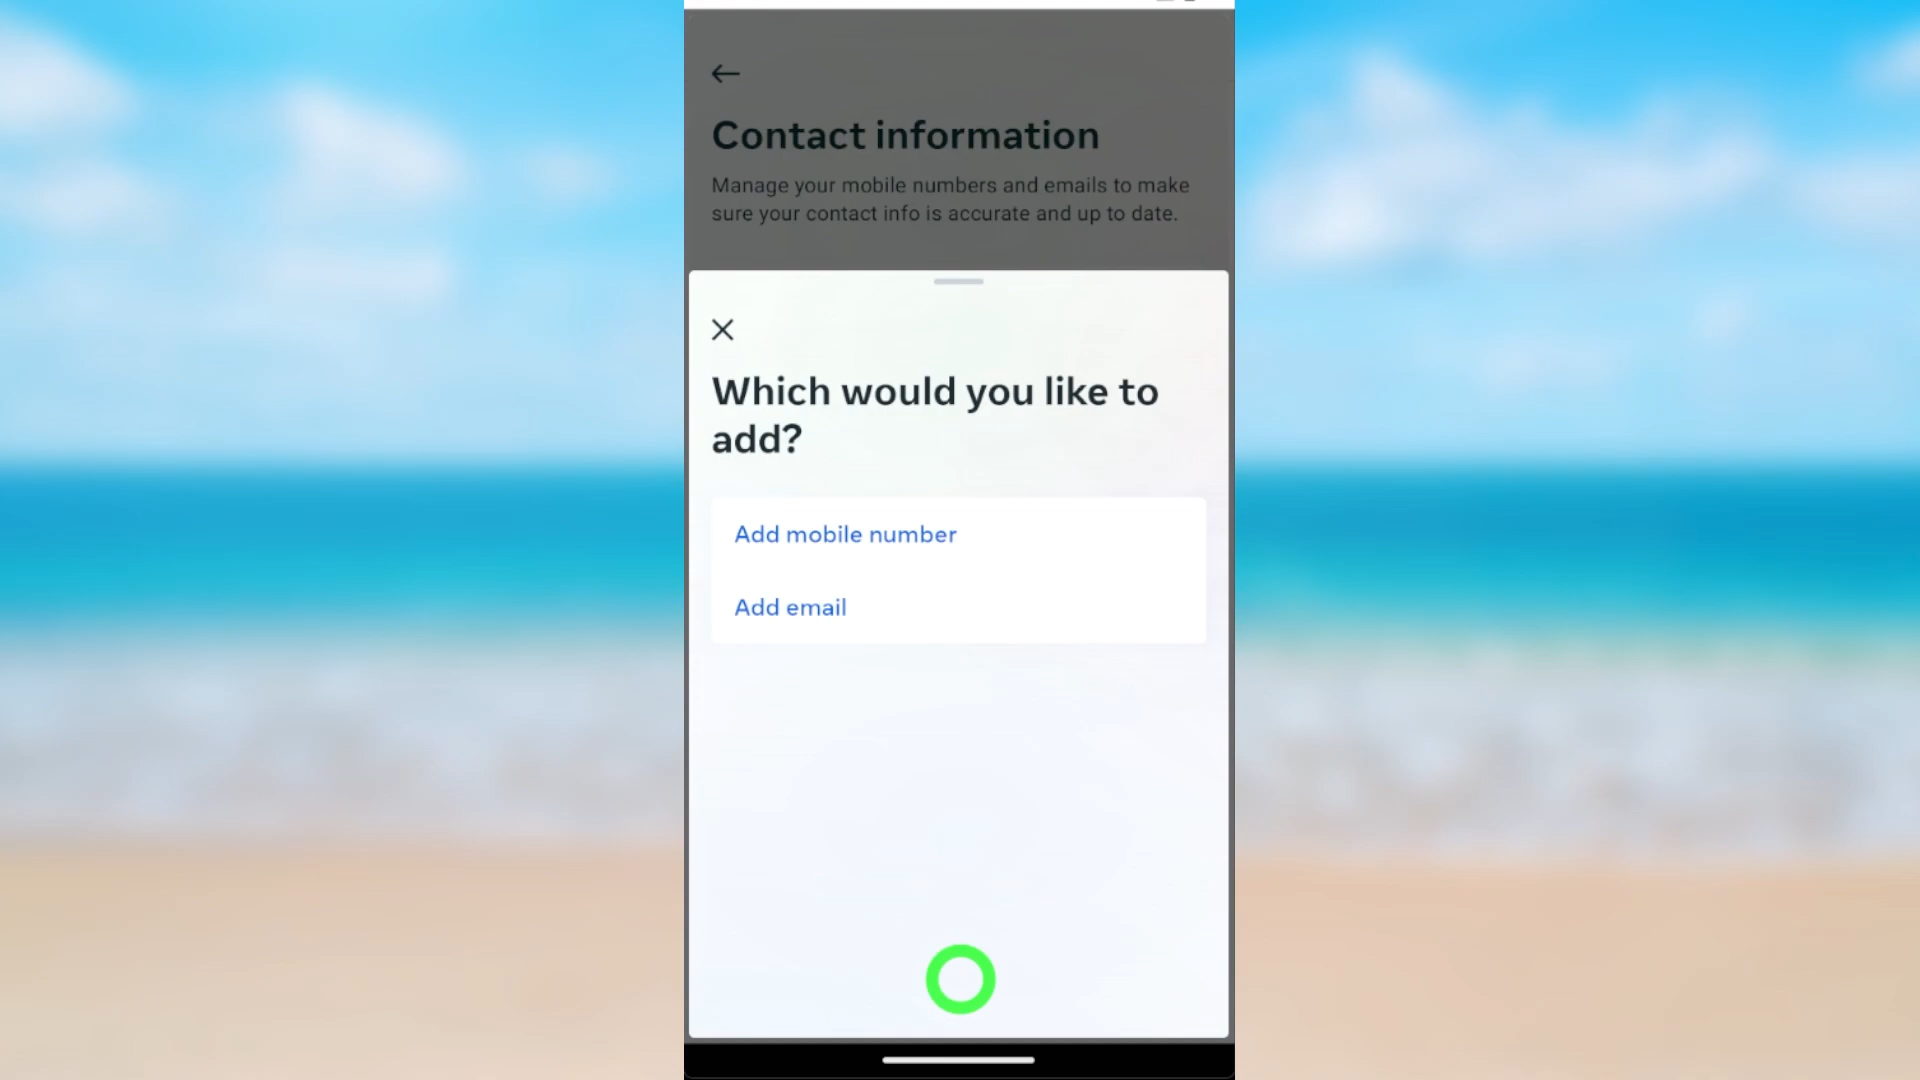 Contact information
Manage your mobile numbers and emails to make
sure your contact info is accurate and up to date.
Which would you like to
add?
Add mobile number
Add email